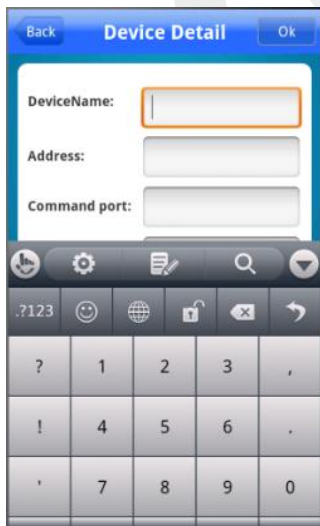 Back Device Detail Ok
DeviceName:
Address:
Command port:
.?123
? 1 2 3 ,
! 4 5 6 .
' 7 8 9 0